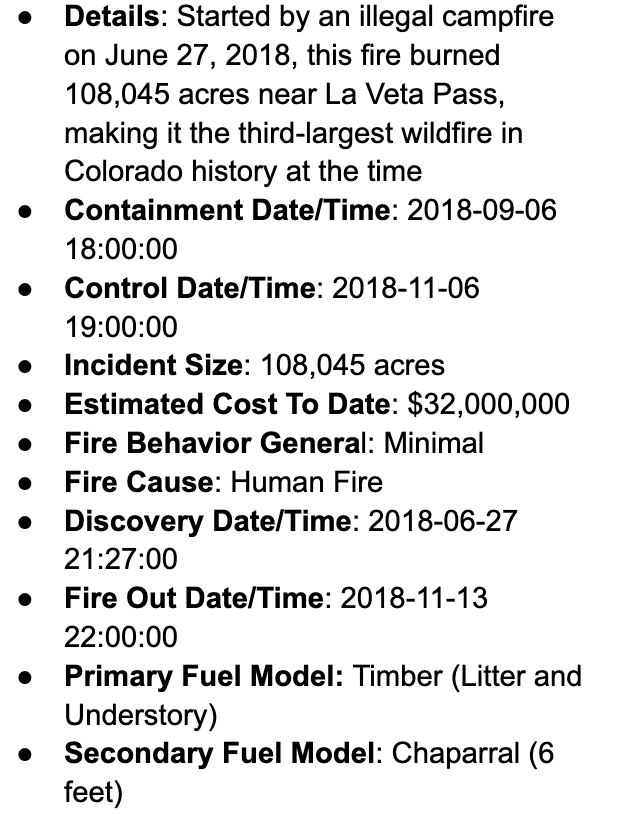 ● Details: Started by an illegal campfire
on June 27, 2018, this fire burned
108,045 acres near La Veta Pass,
making it the third-largest wildfire in
Colorado history at the time
● Containment Date/Time: 2018-09-06
18:00:00
● Control Date/Time: 2018-11-06
19:00:00
● Incident Size: 108,045 acres
● Estimated Cost To Date: $32,000,000
● Fire Behavior General: Minimal
● Fire Cause: Human Fire
● Discovery Date/Time: 2018-06-27
21:27:00
● Fire Out Date/Time: 2018-11-13
22:00:00
● Primary Fuel Model: Timber (Litter and
Understory)
● Secondary Fuel Model: Chaparral (6
feet)